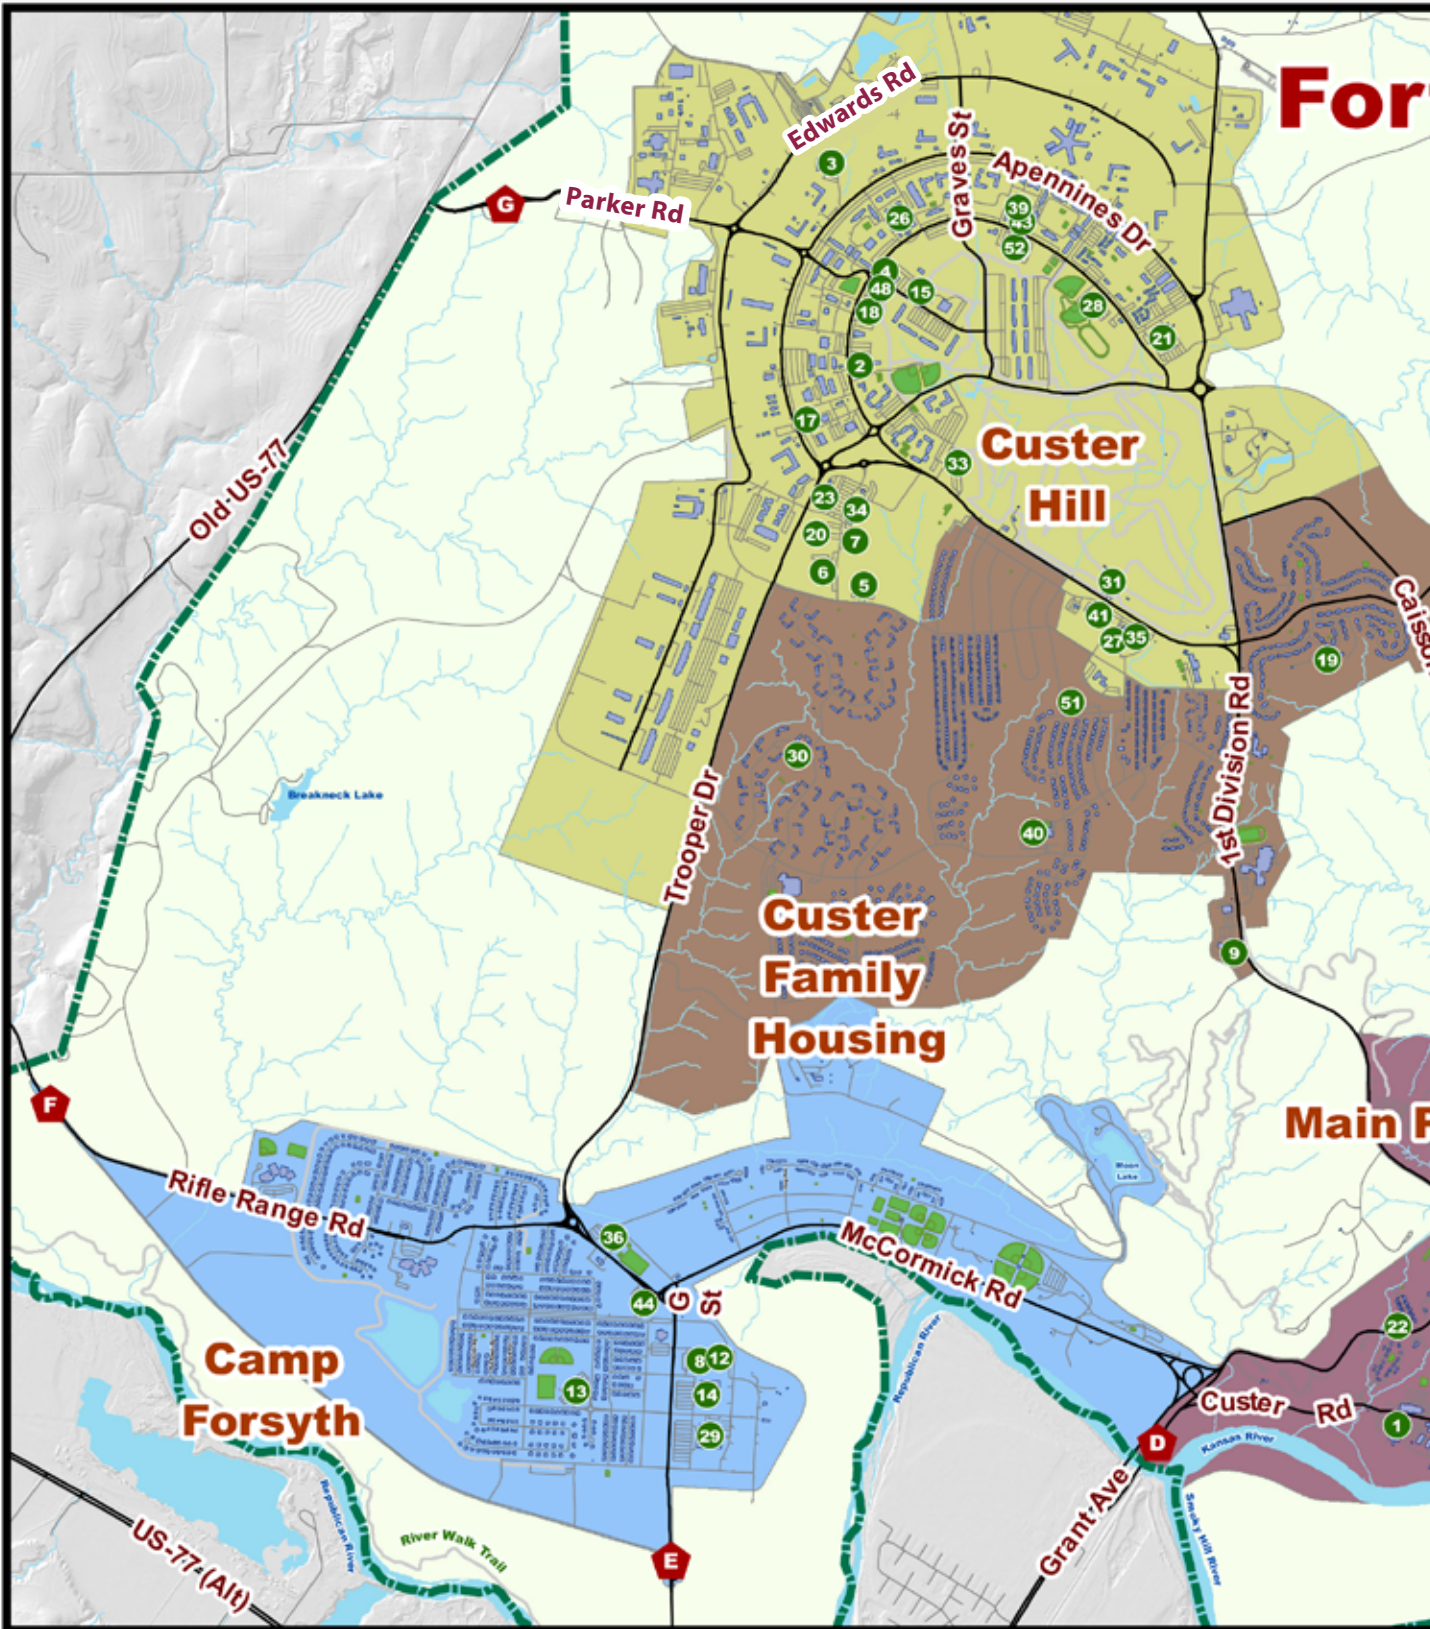 For
Edwards Rd
Graves St
Apennines Dr
3
G
Parker Rd
39
43
26
52
4
48
15
28
18
21
2
17
Custer
Hill
33
Old US-77
23
34
20
7
6
5
31
Caisso
41
27
35
19
51
1st Division Rd
30
Breakneck Lake
Trooper Dr
40
Custer
Family
Housing
9
F
Main P
Moon
Lake
Rifle Range Rd
36
McCormick Rd
44
G
St
22
Republican River
Camp
Forsyth
8
12
13
14
29
Custer Rd
1
D
Kansas River
Republican River
Grant Ave
Smoky Hill River
River Walk Trail
US-77 (Alt)
E